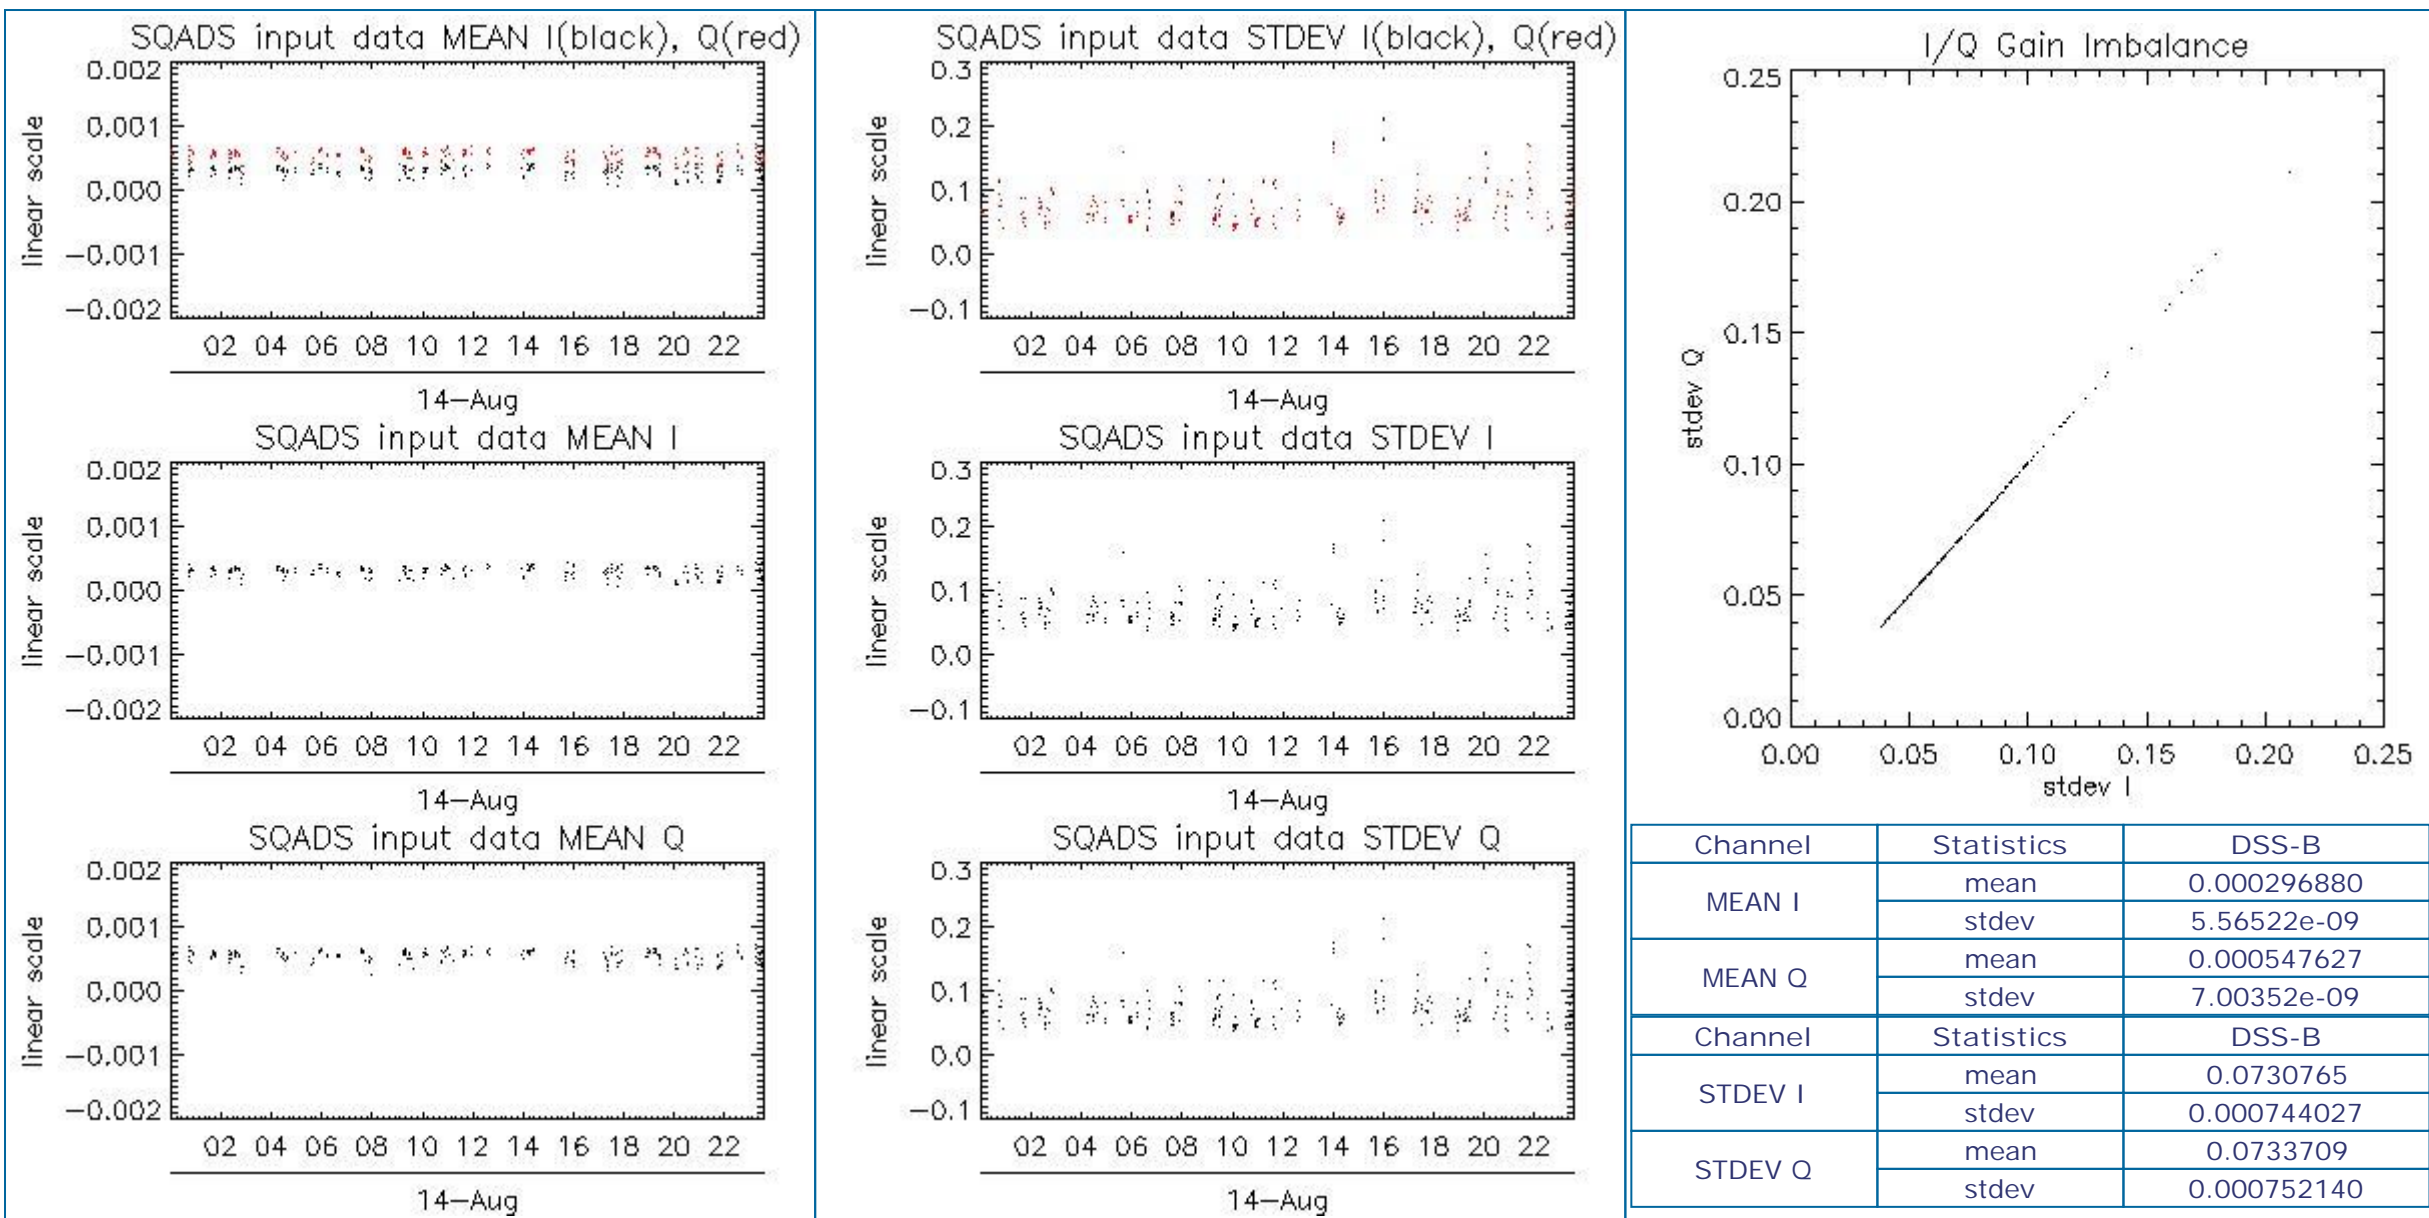 SQADS input data MEAN I(black), Q(red)
0.002
0.001
0.000
-0.001
-0.002
linear scale
02 04 06 08 10 12 14 16 18 20 22
14-Aug
SQADS input data MEAN I
0.002
0.001
0.000
-0.001
-0.002
linear scale
02 04 06 08 10 12 14 16 18 20 22
14-Aug
SQADS input data MEAN Q
0.002
0.001
0.000
-0.001
-0.002
linear scale
02 04 06 08 10 12 14 16 18 20 22
14-Aug
SQADS input data STDEV I(black), Q(red)
0.3
0.2
0.1
0.0
-0.1
linear scale
02 04 06 08 10 12 14 16 18 20 22
14-Aug
SQADS input data STDEV I
0.3
0.2
0.1
0.0
-0.1
linear scale
02 04 06 08 10 12 14 16 18 20 22
14-Aug
SQADS input data STDEV Q
0.3
0.2
0.1
0.0
-0.1
linear scale
02 04 06 08 10 12 14 16 18 20 22
14-Aug
I/Q Gain Imbalance
0.25
0.20
0.15
0.10
0.05
0.00
stdev Q
0.00 0.05 0.10 0.15 0.20 0.25
stdev I
Channel Statistics DSS-B
MEAN I mean 0.000296880
stdev 5.56522e-09
MEAN Q mean 0.000547627
stdev 7.00352e-09
Channel Statistics DSS-B
STDEV I mean 0.0730765
stdev 0.000744027
STDEV Q mean 0.0733709
stdev 0.000752140